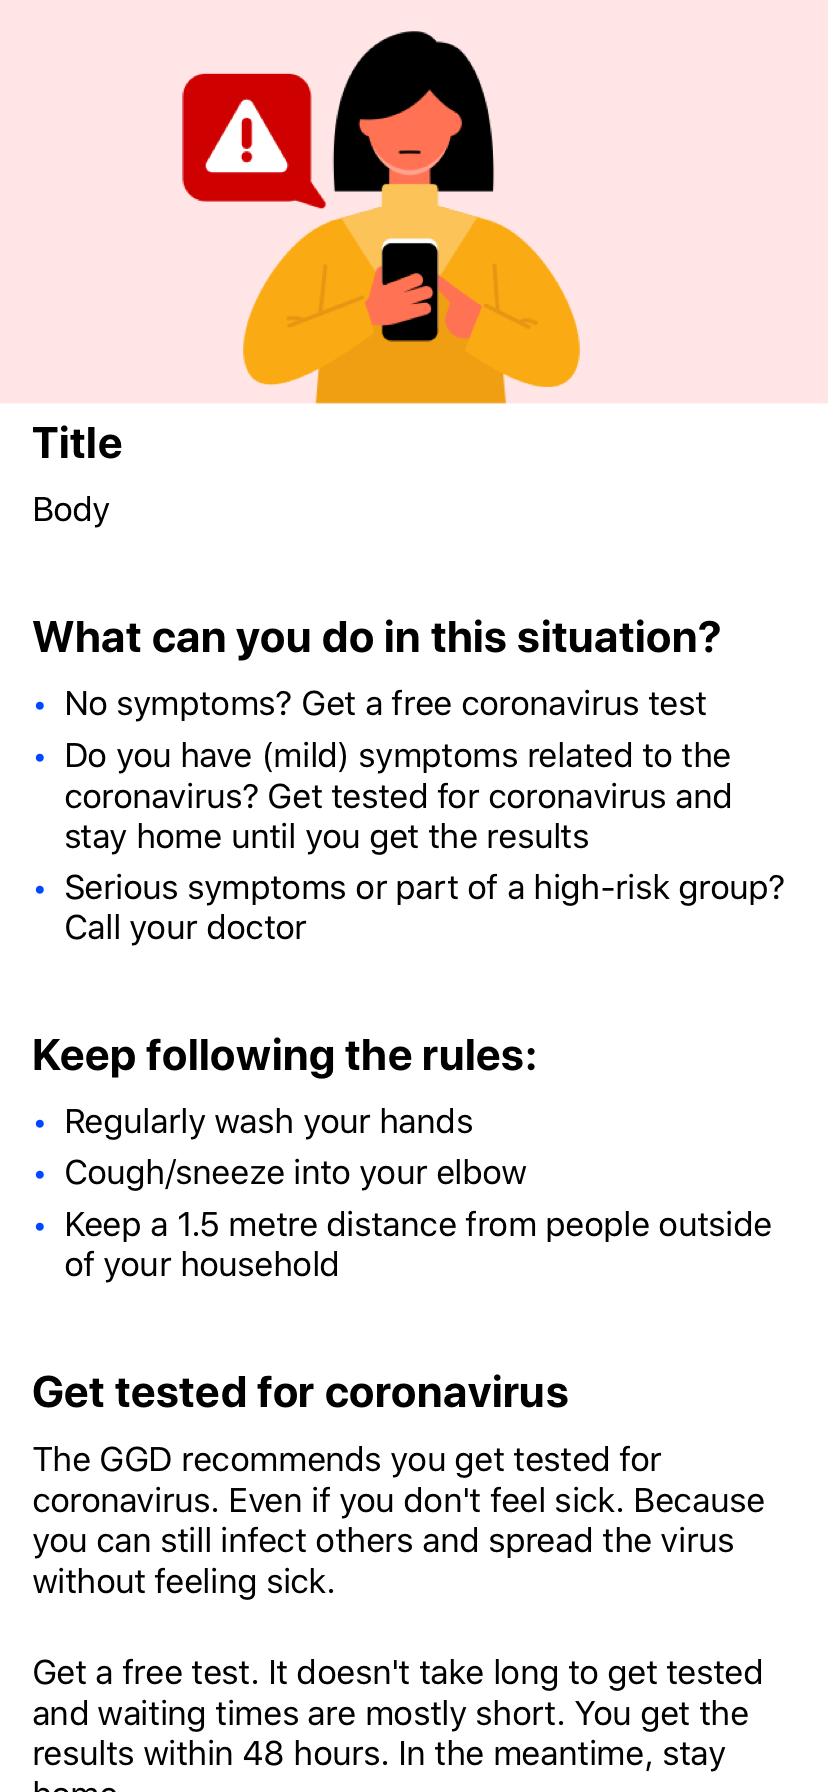 Title
Body
What can you do in this situation?
• No symptoms? Get a free coronavirus test
• Do you have (mild) symptoms related to the
coronavirus? Get tested for coronavirus and
stay home until you get the results
• Serious symptoms or part of a high-risk group?
Call your doctor
Keep following the rules:
• Regularly wash your hands
• Cough/sneeze into your elbow
• Keep a 1.5 metre distance from people outside
of your household
Get tested for coronavirus
The GGD recommends you get tested for
coronavirus. Even if you don't feel sick. Because
you can still infect others and spread the virus
without feeling sick.
Get a free test. It doesn't take long to get tested
and waiting times are mostly short. You get the
results within 48 hours. In the meantime, stay